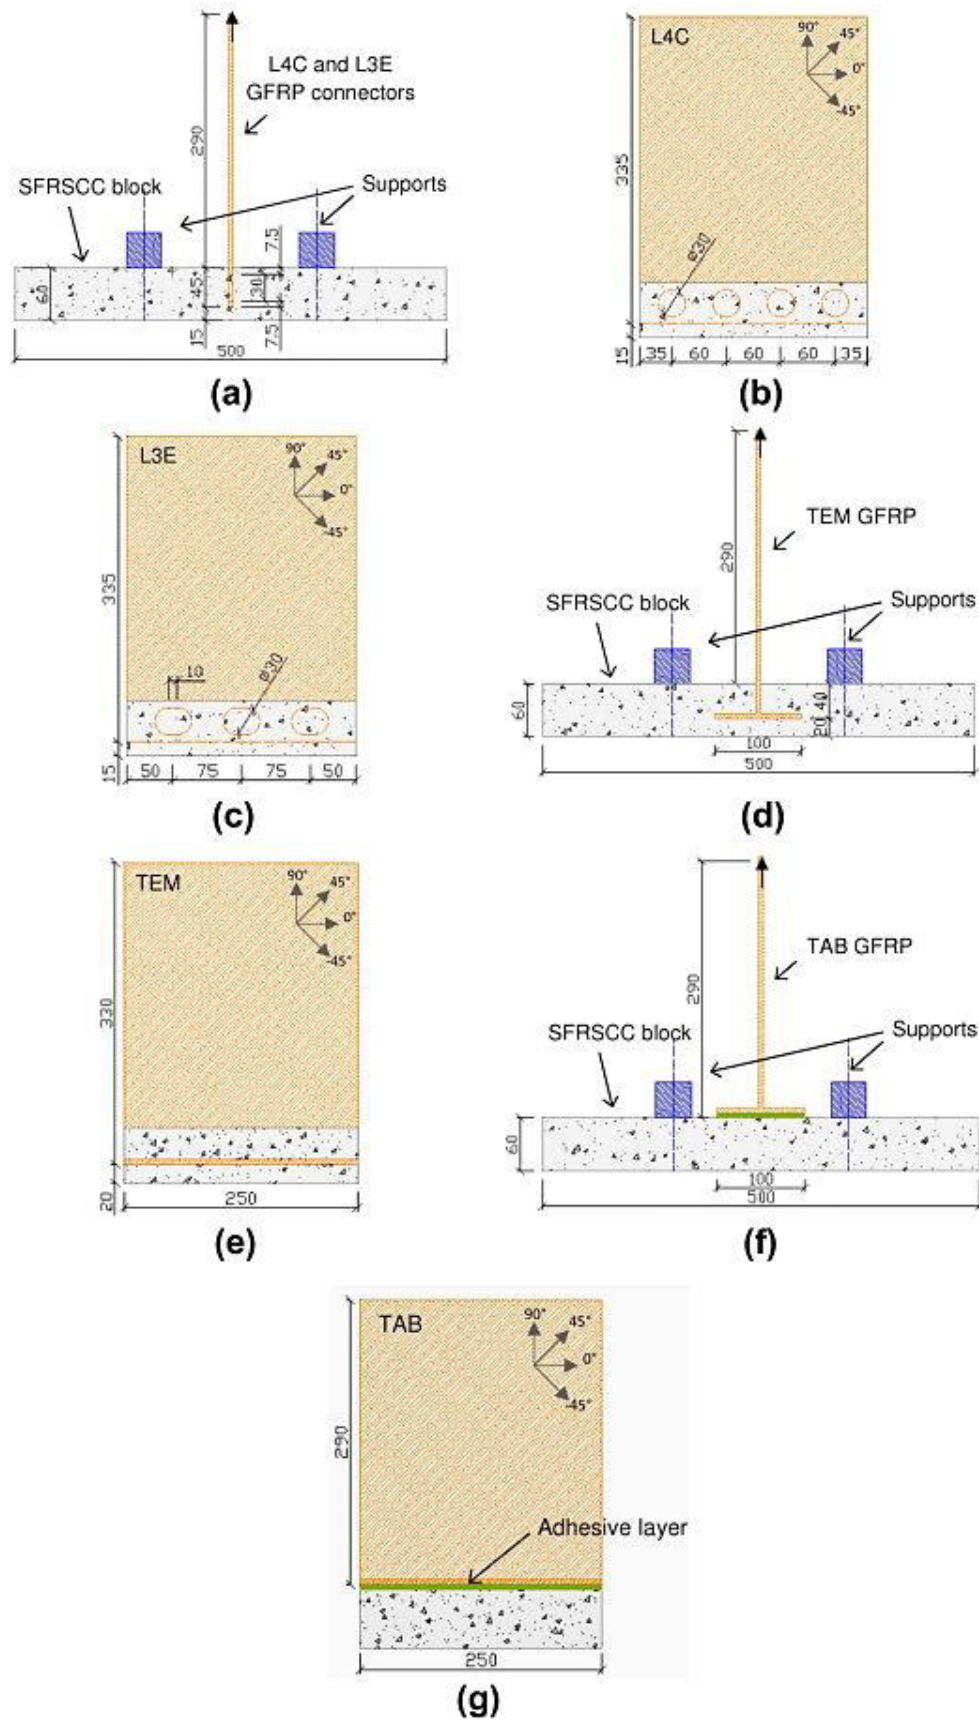 L4C and L3E
GFRP connectors
290
SFRSCC block
Supports
7.5
60
45
30
15
7.5
500
(a)
L4C
90°
45°
0°
-45°
335
ø30
15
35
60
60
60
35
(b)
L3E
90°
45°
0°
-45°
335
10
ø30
15
50
75
75
50
(c)
290
TEM GFRP
SFRSCC block
Supports
60
40
20
100
500
(d)
TEM
90°
45°
0°
-45°
330
20
250
(e)
TAB GFRP
290
SFRSCC block
Supports
60
100
500
(f)
TAB
90°
45°
0°
-45°
290
Adhesive layer
250
(g)